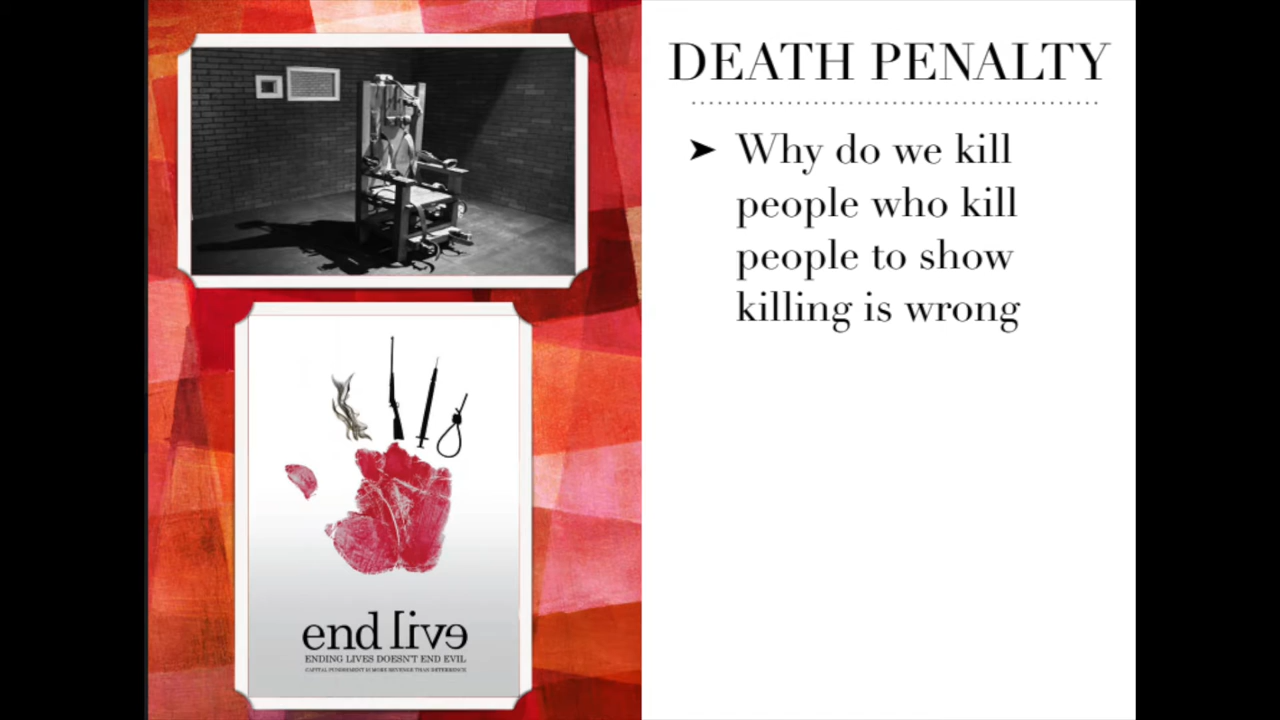 DEATH PENALTY
➤ Why do we kill
people who kill
people to show
killing is wrong
end live
ENDING LIVES DOESN'T END EVIL
CAPITAL PUNISHMENT IS MORE REVENGE THAN DETERRENCE